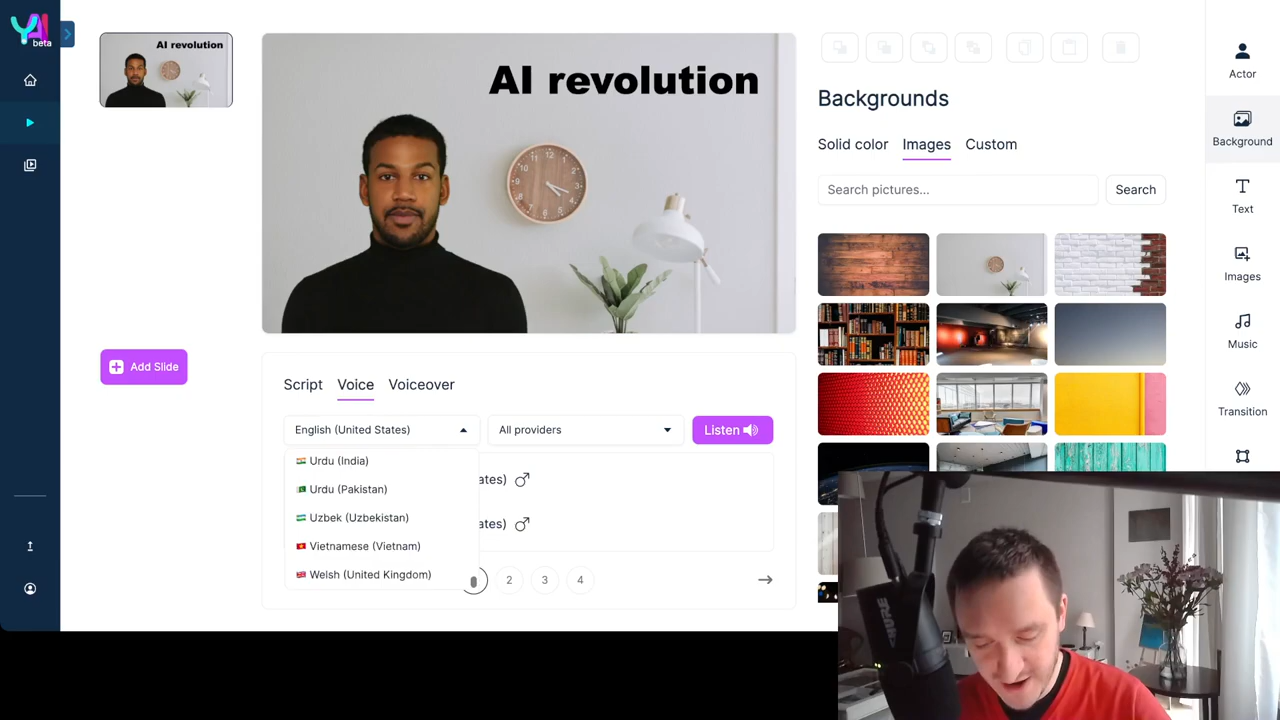 YAI
beta
AI revolution
AI revolution
Add Slide
Script
Voice
Voiceover
English (United States)
All providers
Listen
Urdu (India)
Urdu (Pakistan)
Uzbek (Uzbekistan)
Vietnamese (Vietnam)
Welsh (United Kingdom)
ates)
ates)
2
3
4
Backgrounds
Solid color
Images
Custom
Search pictures...
Search
Actor
Background
Text
Images
Music
Transition
SHURE